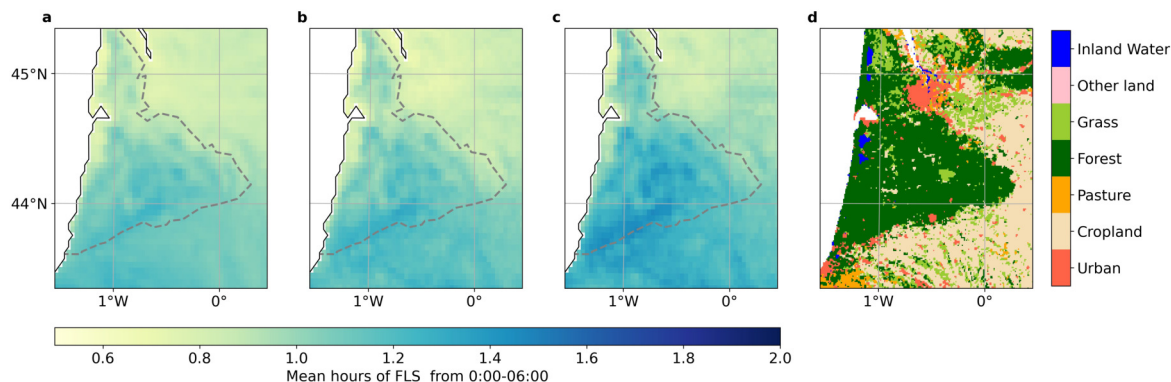 a
b
c
d
45°N
44°N
1°W
0°
1°W
0°
1°W
0°
1°W
0°
Inland Water
Other land
Grass
Forest
Pasture
Cropland
Urban
0.6
0.8
1.0
1.2
1.4
1.6
1.8
2.0
Mean hours of FLS from 0:00-06:00